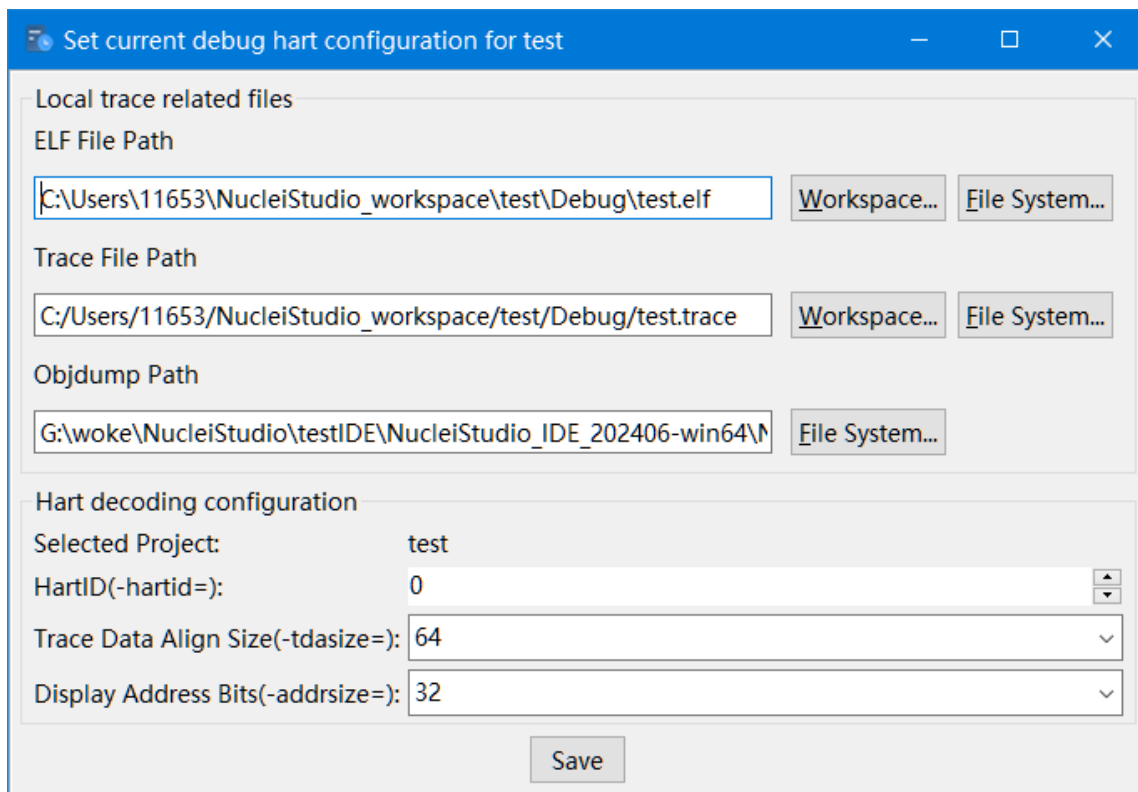 Set current debug hart configuration for test
Local trace related files
ELF File Path
C:\Users\11653\NucleiStudio_workspace\test\Debug\test.elf Workspace... File System...
Trace File Path
C:/Users/11653/NucleiStudio_workspace/test/Debug/test.trace Workspace... File System...
Objdump Path
G:\woke\NucleiStudio\testIDE\NucleiStudio_IDE_202406-win64\N File System...
Hart decoding configuration
Selected Project: test
HartID(-hartid=): 0
Trace Data Align Size(-tdasize=): 64
Display Address Bits(-addrsize=): 32
Save